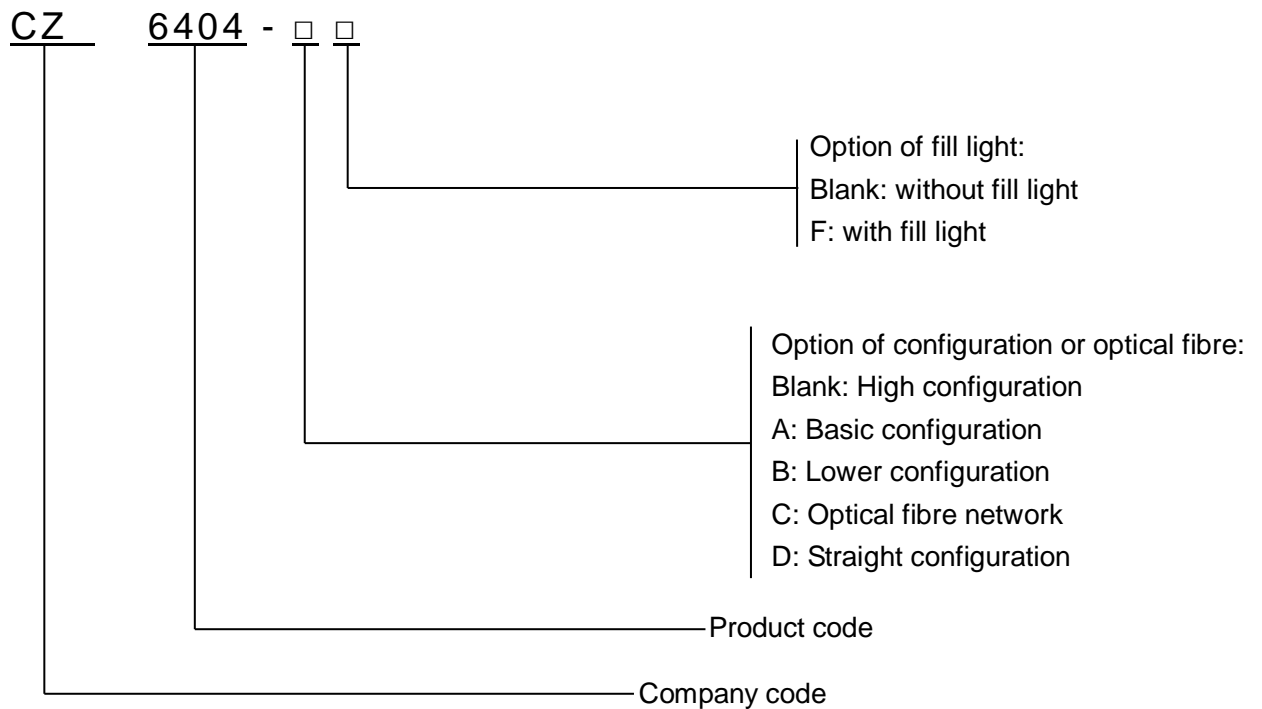 CZ 6404 - □ □
Option of fill light:
Blank: without fill light
F: with fill light
Option of configuration or optical fibre:
Blank: High configuration
A: Basic configuration
B: Lower configuration
C: Optical fibre network
D: Straight configuration
Product code
Company code